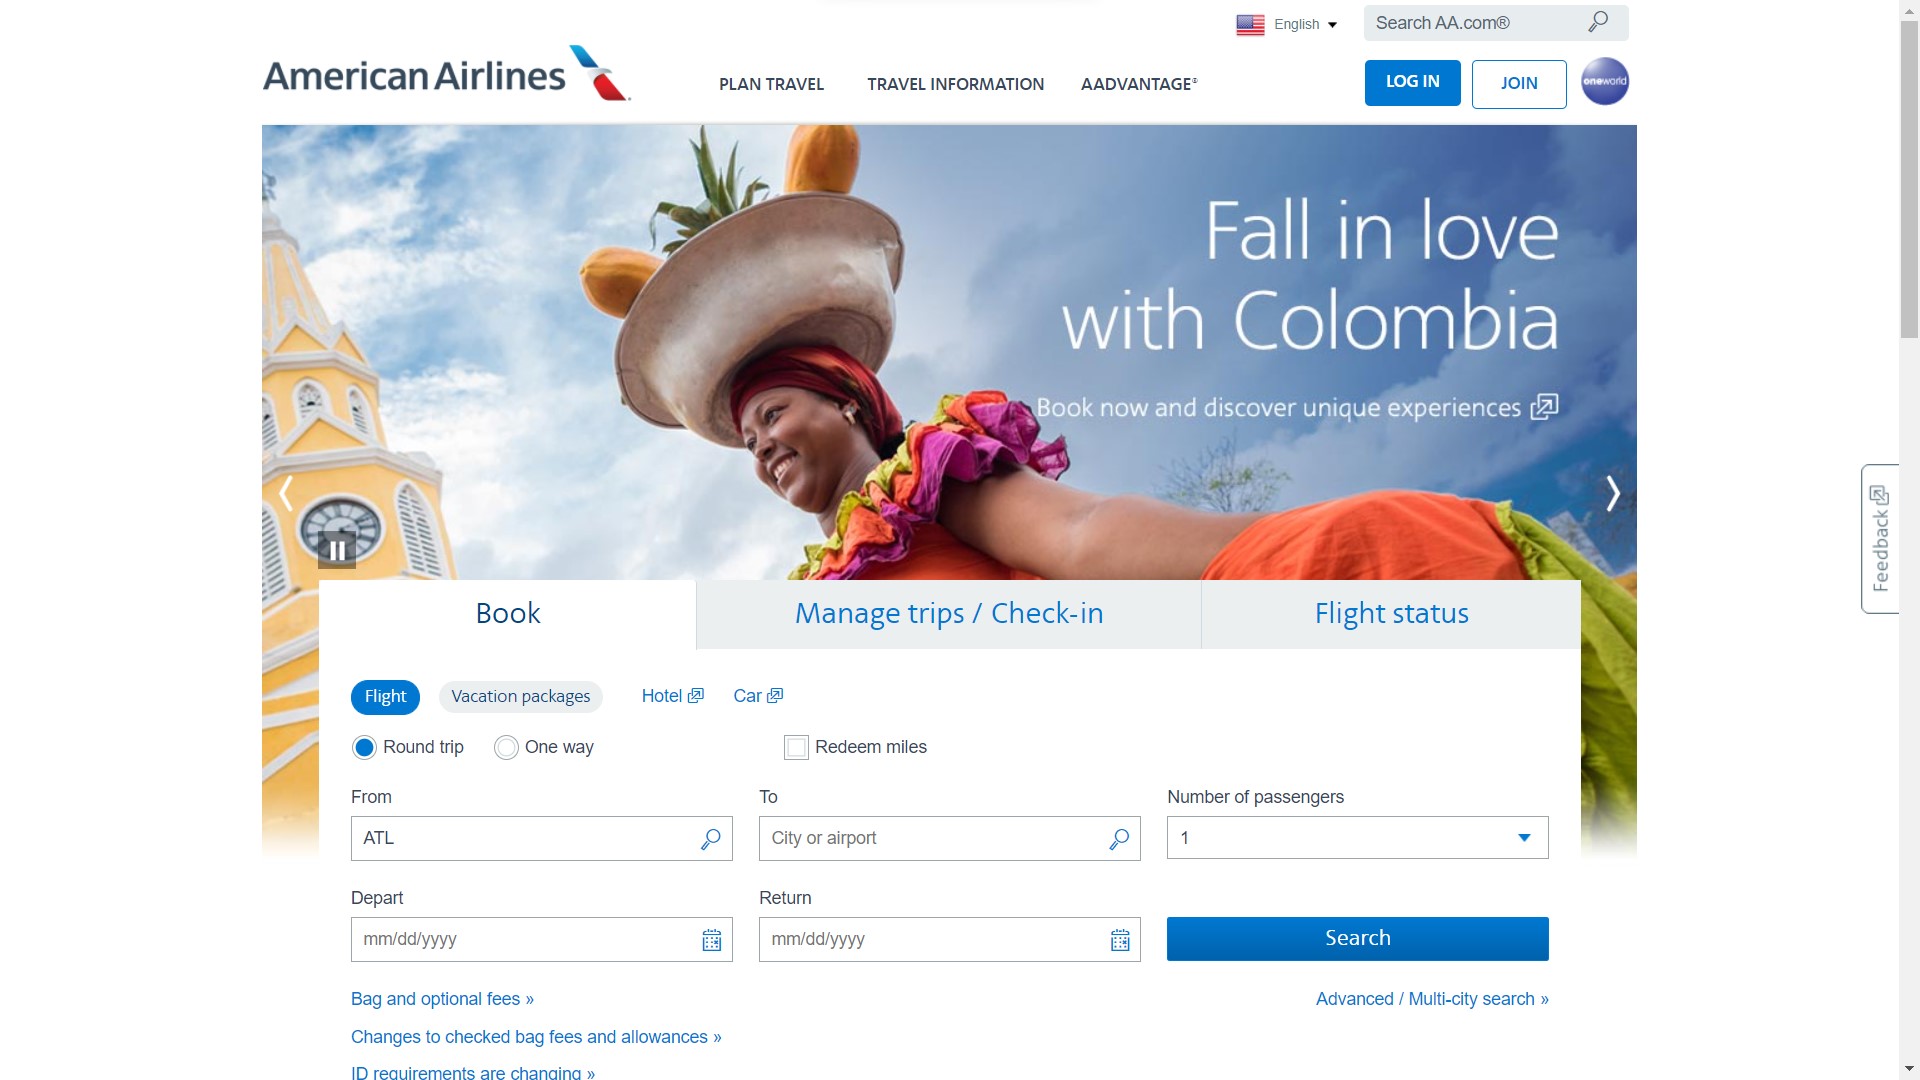 English
Search AA.com®
American Airlines
PLAN TRAVEL
TRAVEL INFORMATION
AADVANTAGE®
LOG IN
JOIN
oneworld
Fall in love
with Colombia
Book now and discover unique experiences
Feedback
Book
Manage trips / Check-in
Flight status
Flight
Vacation packages
Hotel
Car
Round trip
One way
Redeem miles
From
To
Number of passengers
ATL
City or airport
1
Depart
Return
mm/dd/yyyy
mm/dd/yyyy
Search
Bag and optional fees »
Advanced / Multi-city search »
Changes to checked bag fees and allowances »
ID requirements are changing »